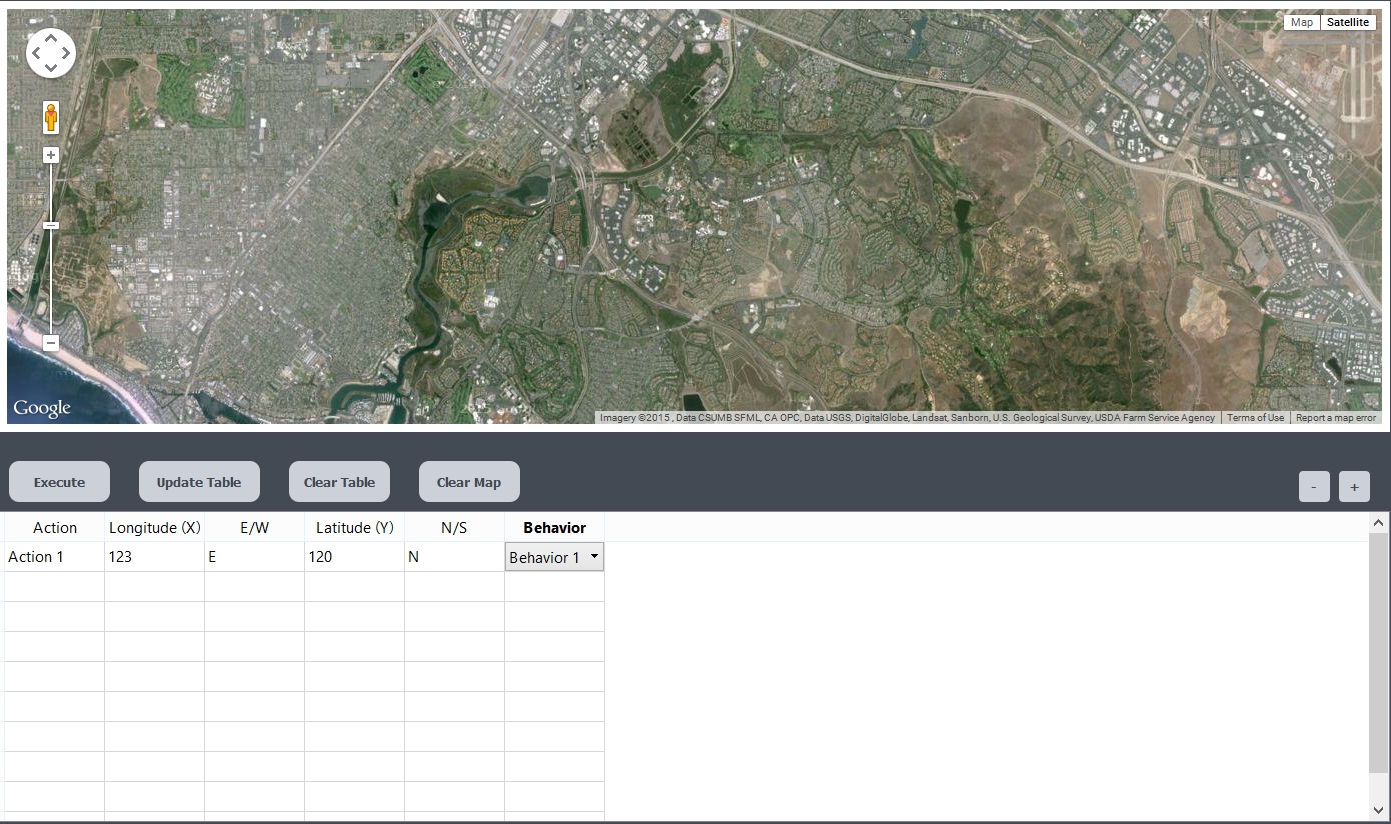 Map Satellite
+
−
Google
Imagery ©2015 , Data CSUMB SFML, CA OPC, Data USGS, DigitalGlobe, Landsat, Sanborn, U.S. Geological Survey, USDA Farm Service Agency Terms of Use Report a map error
Execute Update Table Clear Table Clear Map - +
Action Longitude (X) E/W Latitude (Y) N/S Behavior
Action 1 123 E 120 N Behavior 1